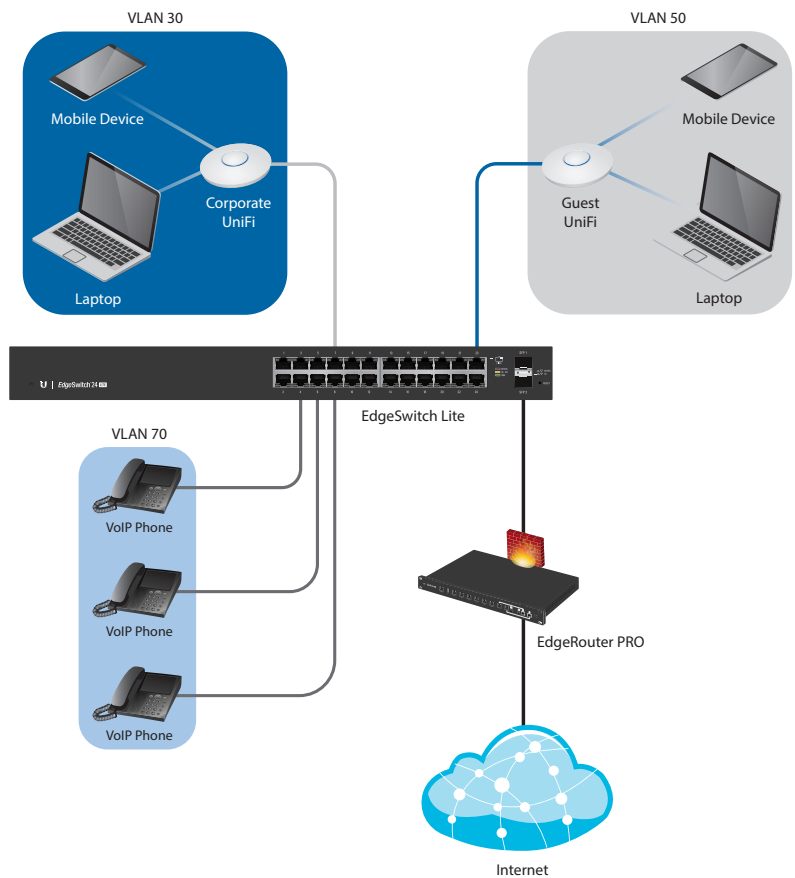 VLAN 30
VLAN 50
Mobile Device
Mobile Device
Corporate
UniFi
Guest
UniFi
Laptop
Laptop
EdgeSwitch 24
EdgeSwitch Lite
VLAN 70
VoIP Phone
VoIP Phone
EdgeRouter PRO
VoIP Phone
Internet